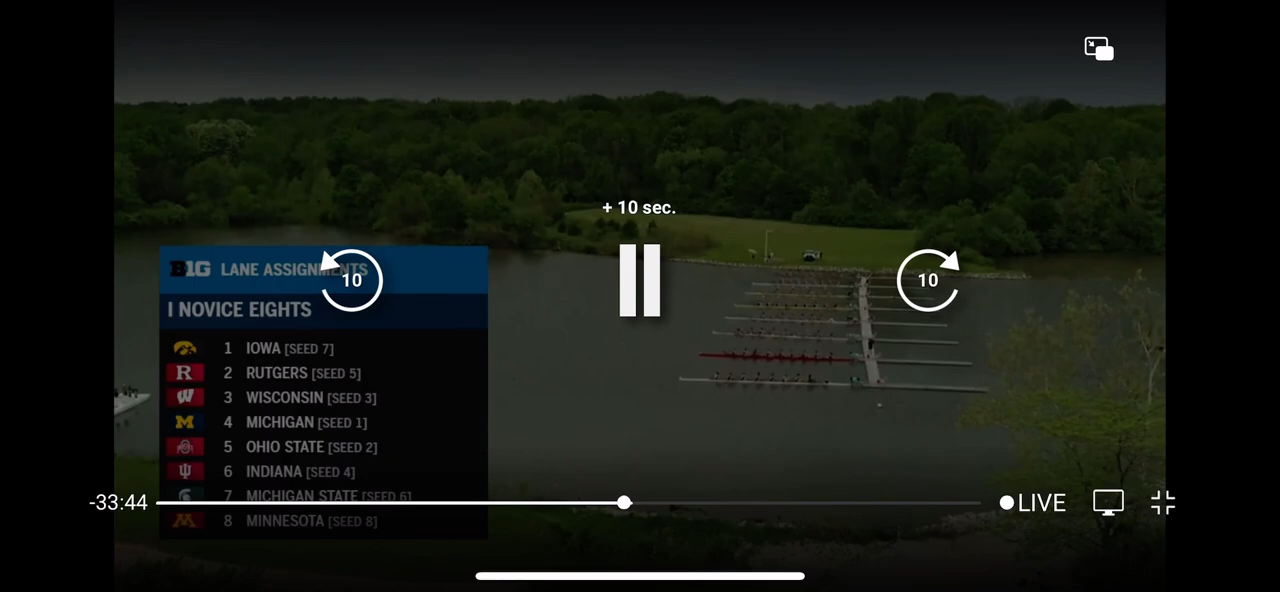 + 10 sec.
B1G LANE ASSIGNMENTS
10
10
I NOVICE EIGHTS
1 IOWA [SEED 7]
R 2 RUTGERS [SEED 5]
W 3 WISCONSIN [SEED 3]
M 4 MICHIGAN [SEED 1]
5 OHIO STATE [SEED 2]
6 INDIANA [SEED 4]
7 MICHIGAN STATE [SEED 6]
-33:44
LIVE
M 8 MINNESOTA [SEED 8]